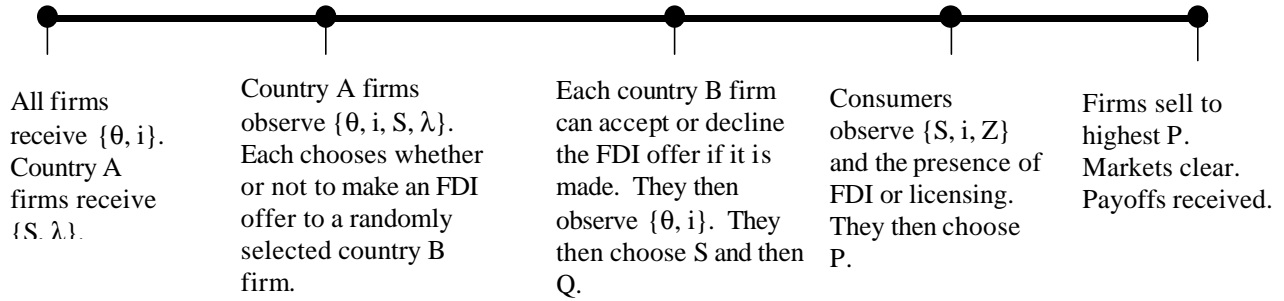 All firms
receive {θ, i}.
Country A
firms receive
{S, λ}.
Country A firms
observe {θ, i, S, λ}.
Each chooses whether
or not to make an FDI
offer to a randomly
selected country B
firm.
Each country B firm
can accept or decline
the FDI offer if it is
made.  They then
observe {θ, i}.  They
then choose S and then
Q.
Consumers
observe {S, i, Z}
and the presence of
FDI or licensing.
They then choose
P.
Firms sell to
highest P.
Markets clear.
Payoffs received.